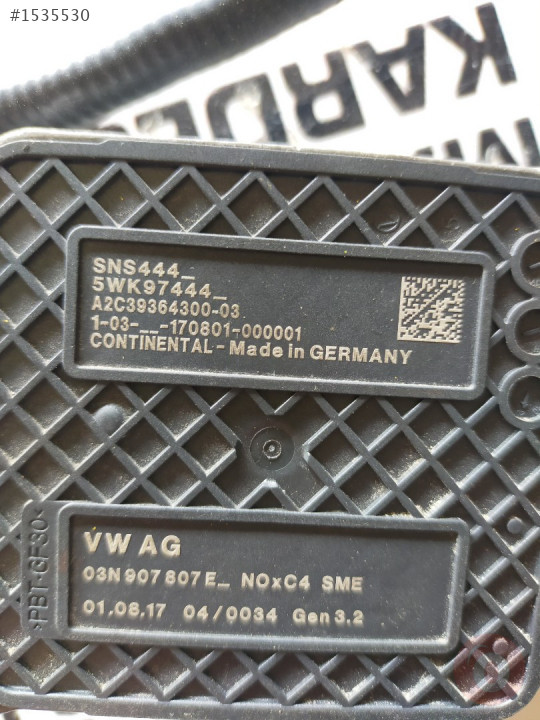 #1535530
KARDE
SNS444_
5WK97444_
A2C39364300-03
1-03-__-170801-000001
CONTINENTAL - Made in GERMANY
>PBT-GF30<
VW AG
03N 907 807 E_ NOxC4 SME
01.08.17 04/0034 Gen 3.2